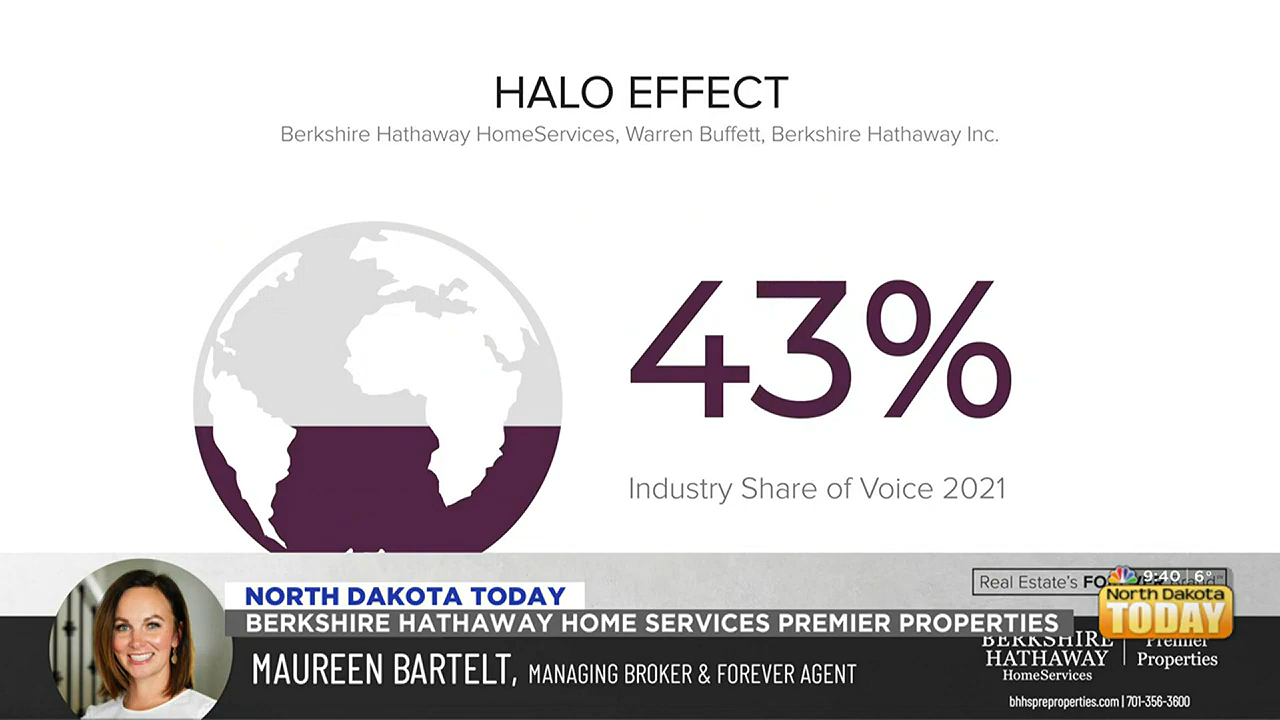 HALO EFFECT
Berkshire Hathaway HomeServices, Warren Buffett, Berkshire Hathaway Inc.
43%
Industry Share of Voice 2021
Real Estate's
9:40 6°
North Dakota
TODAY
NORTH DAKOTA TODAY
BERKSHIRE HATHAWAY HOME SERVICES PREMIER PROPERTIES
MAUREEN BARTELT, MANAGING BROKER & FOREVER AGENT
BERKSHIRE
HATHAWAY
HomeServices
Premier
Properties
bhhspreproperties.com | 701-356-3600